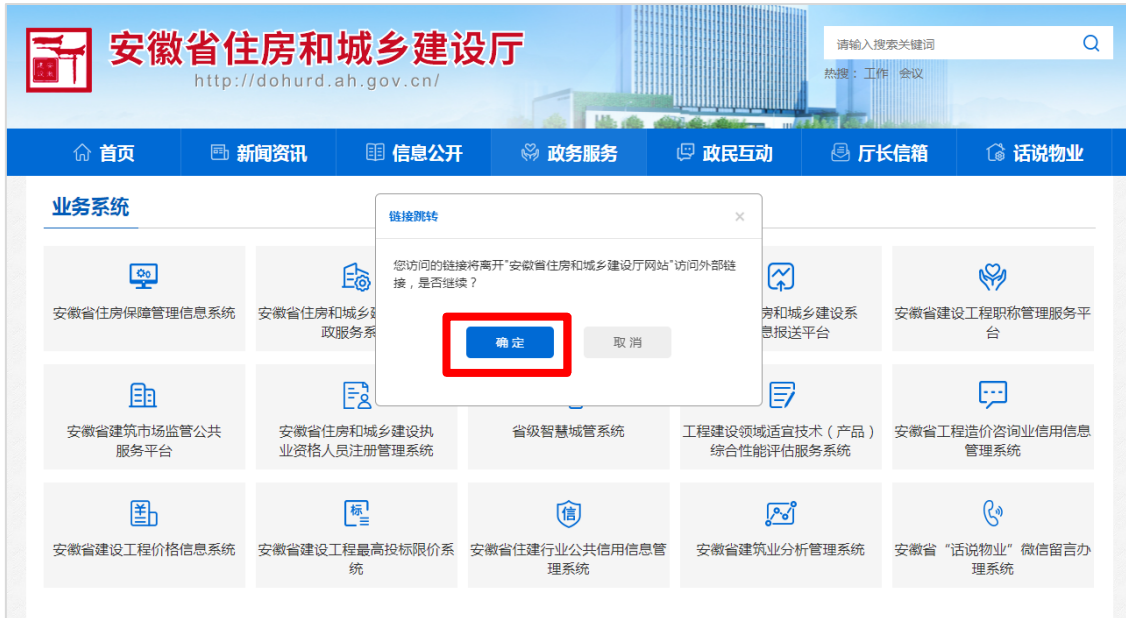 安徽省住房和城乡建设厅
http://dohurd.ah.gov.cn/
请输入搜索关键词
热搜： 工作 会议
首页 新闻资讯 信息公开 政务服务 政民互动 厅长信箱 话说物业
业务系统
链接跳转
×
您访问的链接将离开"安徽省住房和城乡建设厅网站"访问外部链
接，是否继续？
确定 取消
安徽省住房保障管理信息系统
安徽省住房和城乡
政服务系
房和城乡建设系
息报送平台
安徽省建设工程职称管理服务平
台
安徽省建筑市场监管公共
服务平台
安徽省住房和城乡建设执
业资格人员注册管理系统
省级智慧城管系统
工程建设领域适宜技术（产品）
综合性能评估服务系统
安徽省工程造价咨询业信用信息
管理系统
安徽省建设工程价格信息系统
标
安徽省建设工程最高投标限价系
统
信
安徽省住建行业公共信用信息管
理系统
安徽省建筑业分析管理系统
安徽省“话说物业”微信留言办
理系统